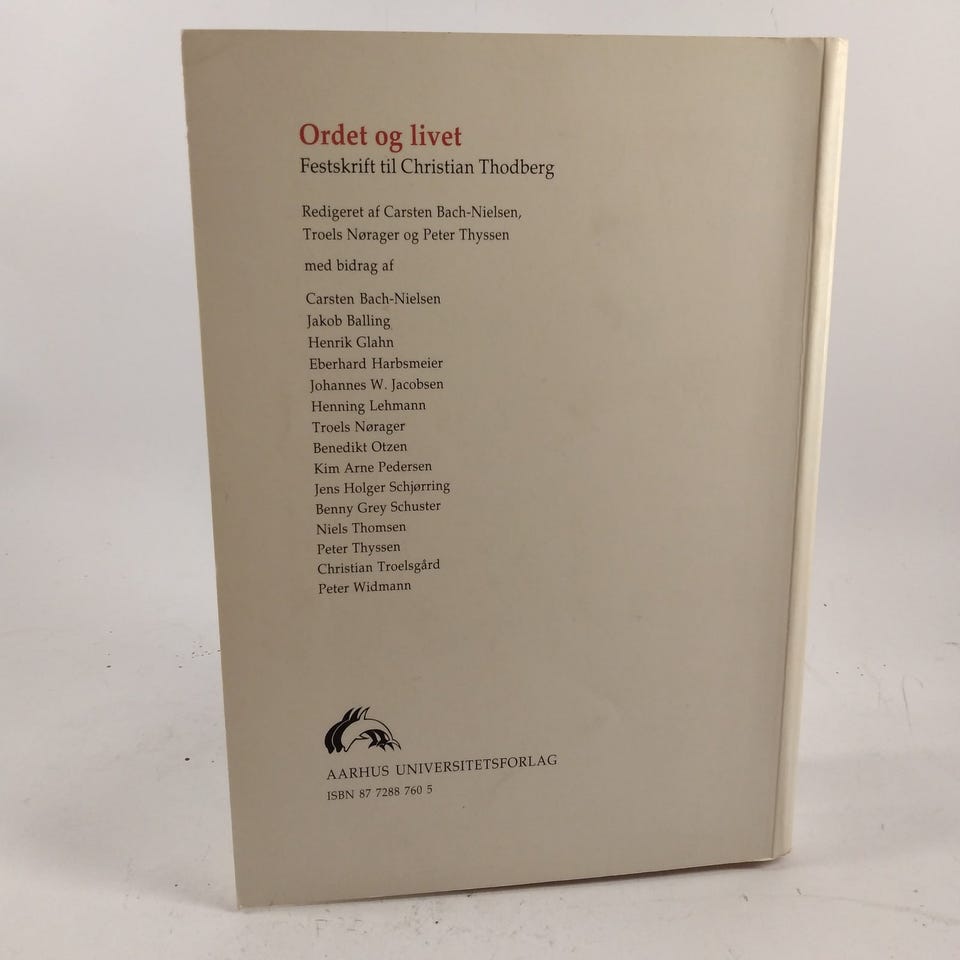 Ordet og livet
Festskrift til Christian Thodberg
Redigeret af Carsten Bach-Nielsen,
Troels Nørager og Peter Thyssen
med bidrag af
Carsten Bach-Nielsen
Jakob Balling
Henrik Glahn
Eberhard Harbsmeier
Johannes W. Jacobsen
Henning Lehmann
Troels Nørager
Benedikt Otzen
Kim Arne Pedersen
Jens Holger Schjørring
Benny Grey Schuster
Niels Thomsen
Peter Thyssen
Christian Troelsgård
Peter Widmann
AARHUS UNIVERSITETSFORLAG
ISBN 87 7288 760 5